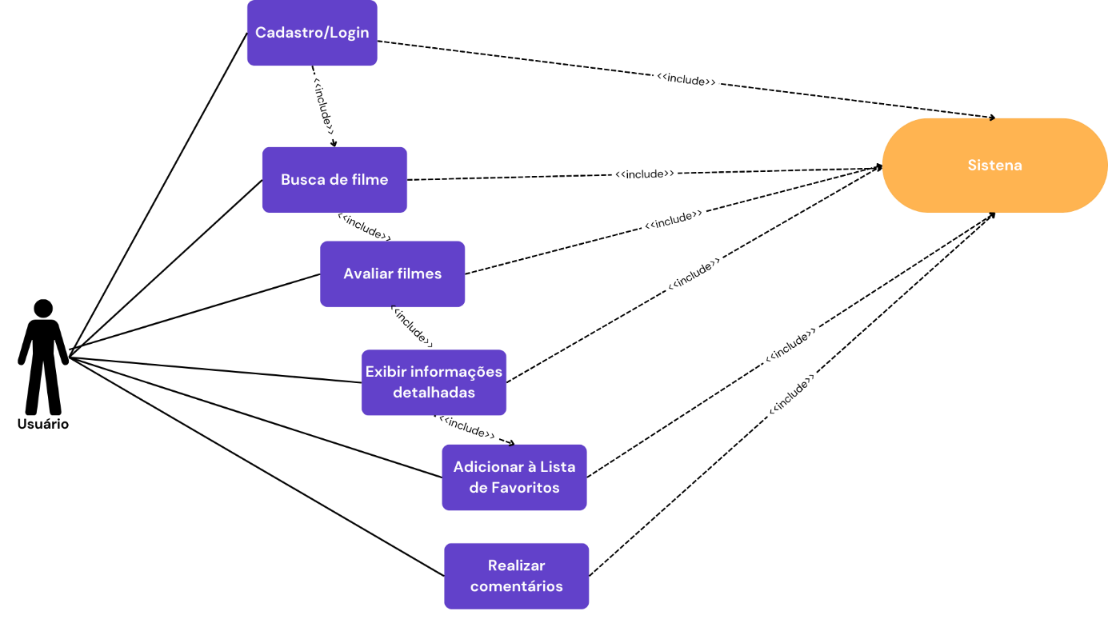 Cadastro/Login
<<include>>
<<include>>
Busca de filme
<<include>>
Sistena
<<include>>
<<include>>
Avaliar filmes
<<include>>
<<include>>
Exibir informações
detalhadas
<<include>>
<<include>>
Adicionar à Lista
de Favoritos
<<include>>
Usuário
Realizar
comentários